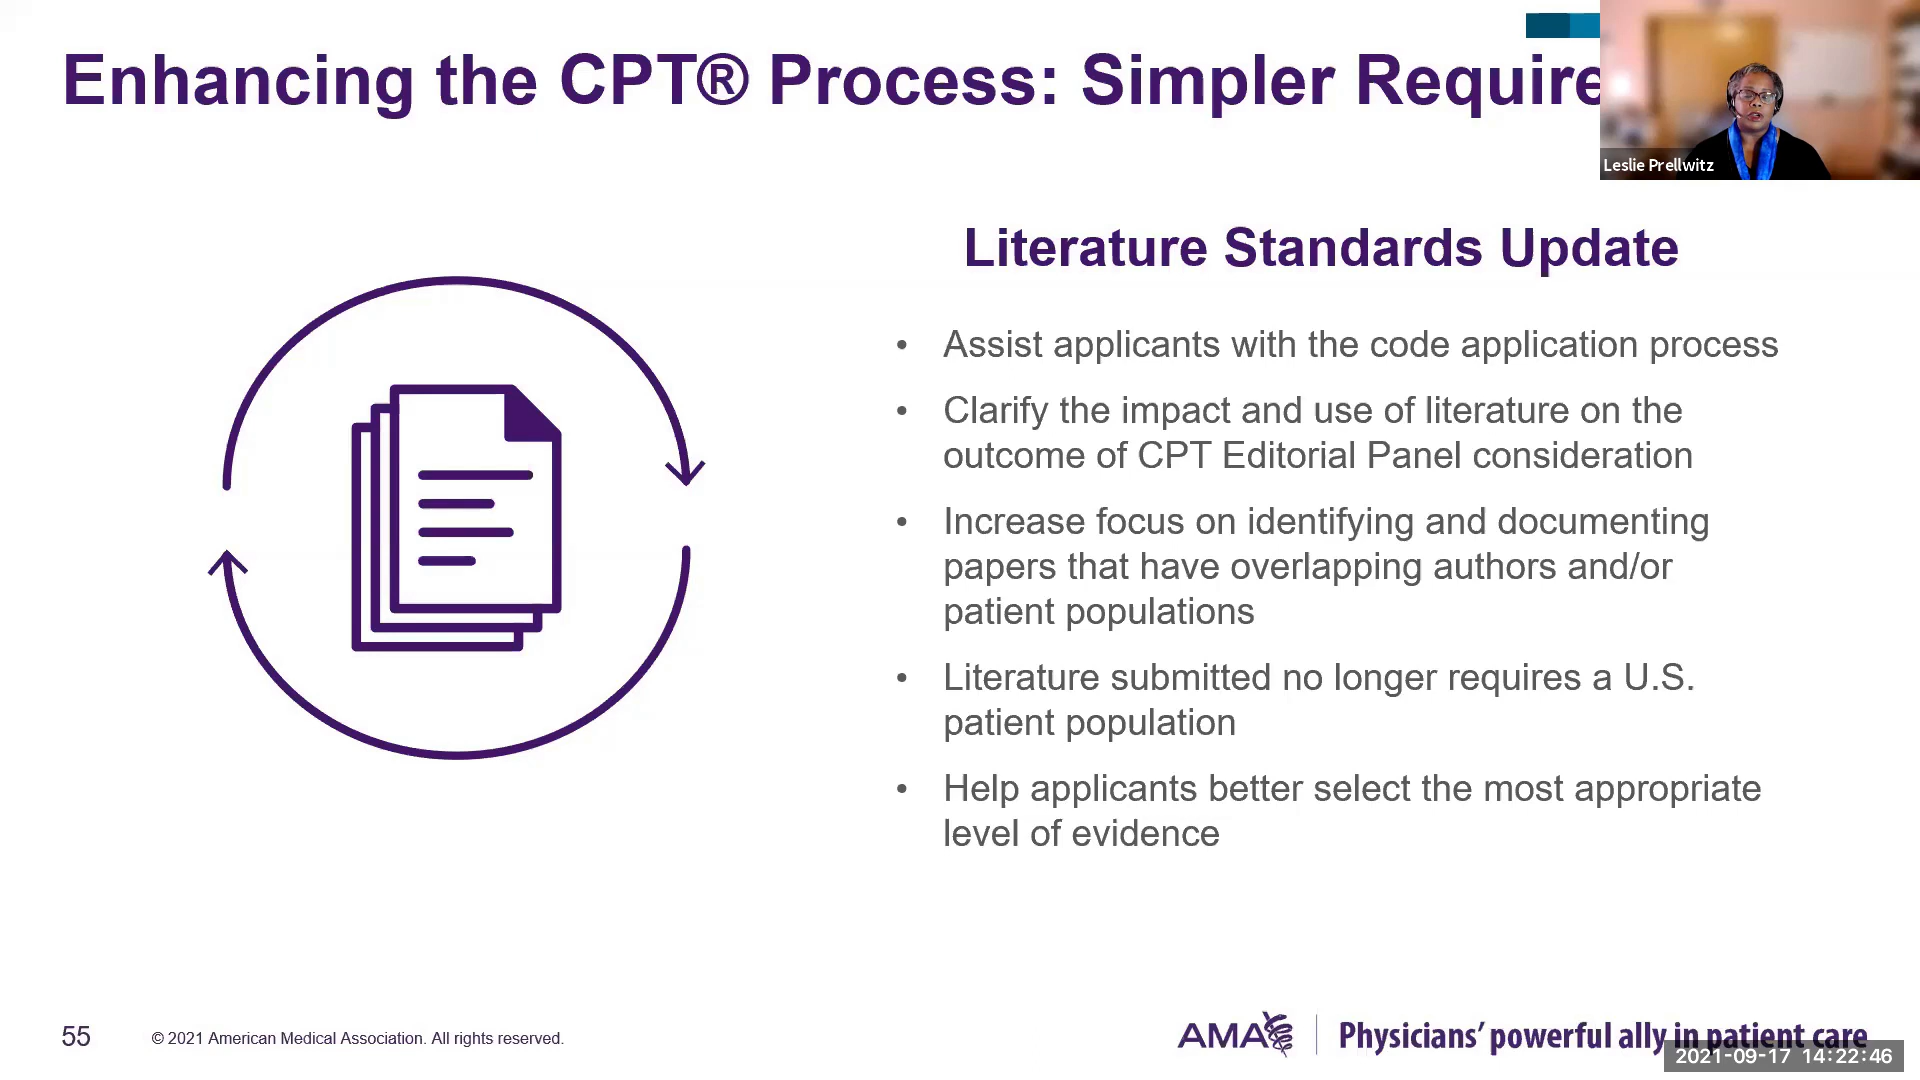 Enhancing the CPT® Process: Simpler Require
Leslie Prellwitz
Literature Standards Update
• Assist applicants with the code application process
• Clarify the impact and use of literature on the
outcome of CPT Editorial Panel consideration
• Increase focus on identifying and documenting
papers that have overlapping authors and/or
patient populations
• Literature submitted no longer requires a U.S.
patient population
• Help applicants better select the most appropriate
level of evidence
55
© 2021 American Medical Association. All rights reserved.
AMA
Physicians’ powerful ally in patient care
2021-09-17 14:22:46